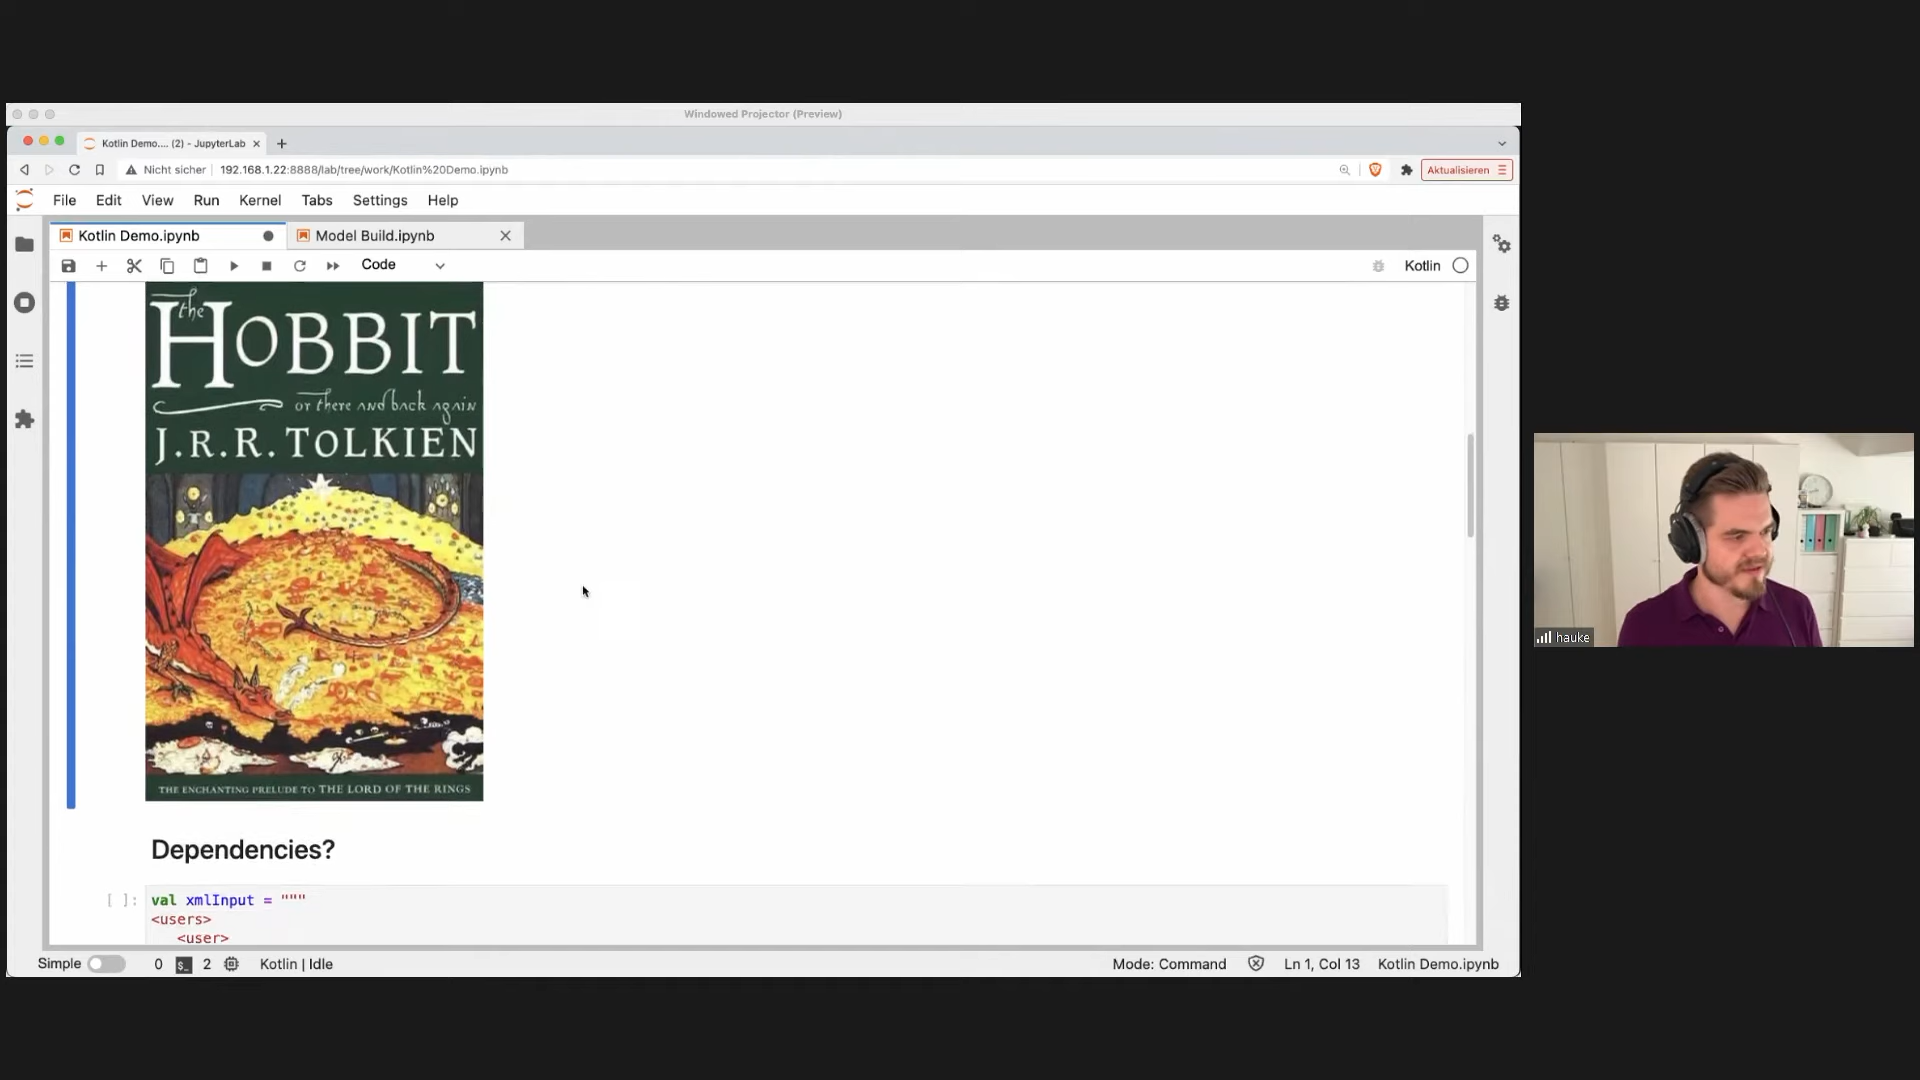 Windowed Projector (Preview)
Kotlin Demo.... (2) - JupyterLab
Nicht sicher 192.168.1.22:8888/lab/tree/work/Kotlin%20Demo.ipynb Aktualisieren
File Edit View Run Kernel Tabs Settings Help
Kotlin Demo.ipynb Model Build.ipynb
Code Kotlin
the
HOBBIT
or there and back again
J.R.R. TOLKIEN
THE ENCHANTING PRELUDE TO THE LORD OF THE RINGS
hauke
Dependencies?
[ ]: val xmlInput = """
<users>
<user>
Simple 0 $_ 2 Kotlin | Idle Mode: Command Ln 1, Col 13 Kotlin Demo.ipynb